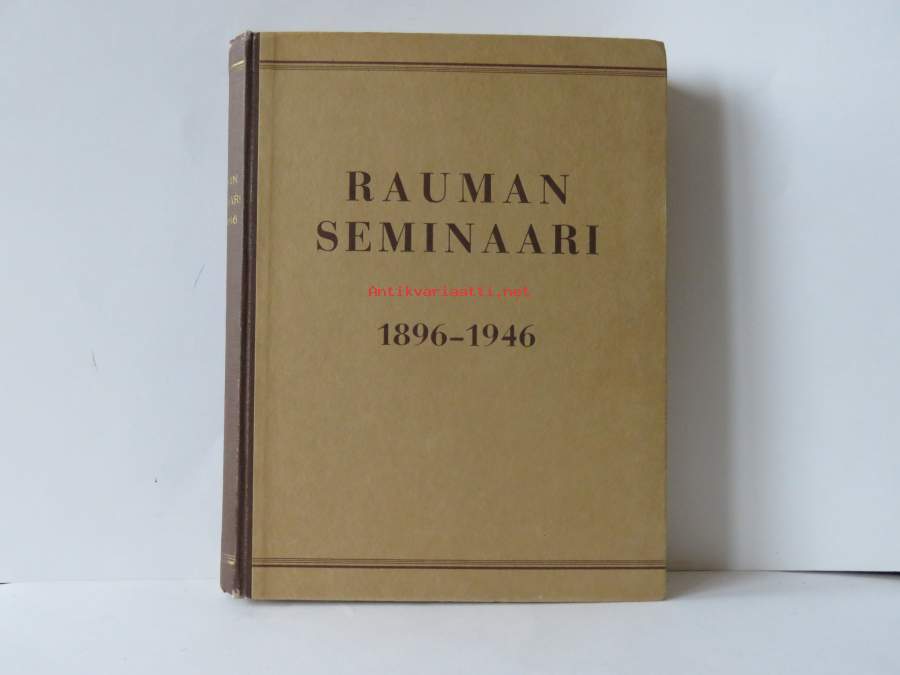 RAUMAN
SEMINAARI
Antikvariaatti.net
1896-1946